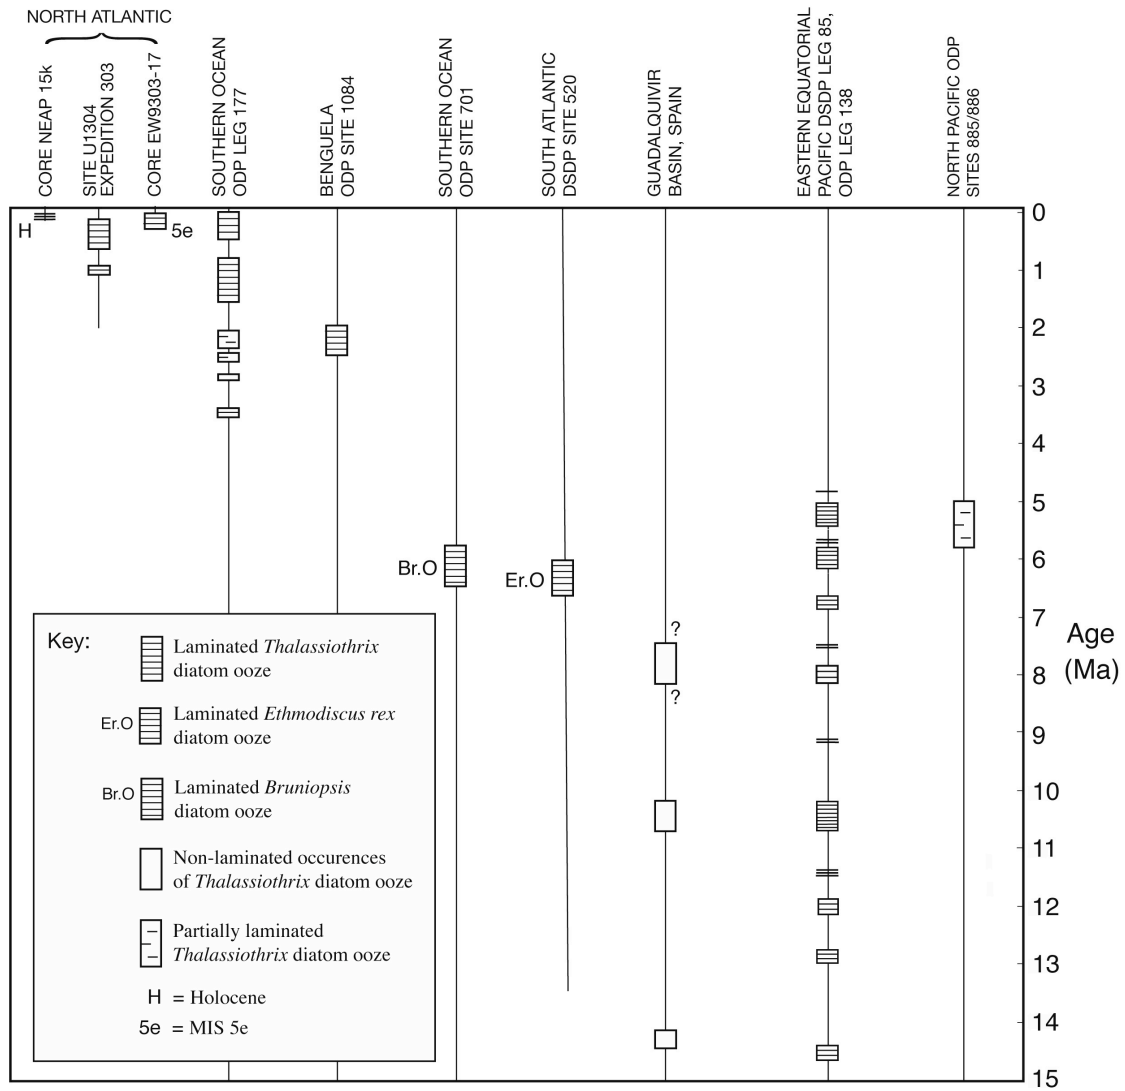 NORTH ATLANTIC
CORE NEAP 15k
SITE U1304
EXPEDITION 303
CORE EW9303-17
SOUTHERN OCEAN
ODP LEG 177
BENGUELA
ODP SITE 1084
SOUTHERN OCEAN
ODP SITE 701
SOUTH ATLANTIC
DSDP SITE 520
GUADALQUIVIR
BASIN, SPAIN
EASTERN EQUATORIAL
PACIFIC DSDP LEG 85,
ODP LEG 138
NORTH PACIFIC ODP
SITES 885/886
H
5e
Br.O
Er.O
?
?
0
1
2
3
4
5
6
7
8
9
10
11
12
13
14
15
Age
(Ma)
Key:
Laminated Thalassiothrix
diatom ooze
Er.O
Laminated Ethmodiscus rex
diatom ooze
Br.O
Laminated Bruniopsis
diatom ooze
Non-laminated occurences
of Thalassiothrix diatom ooze
Partially laminated
Thalassiothrix diatom ooze
H = Holocene
5e = MIS 5e